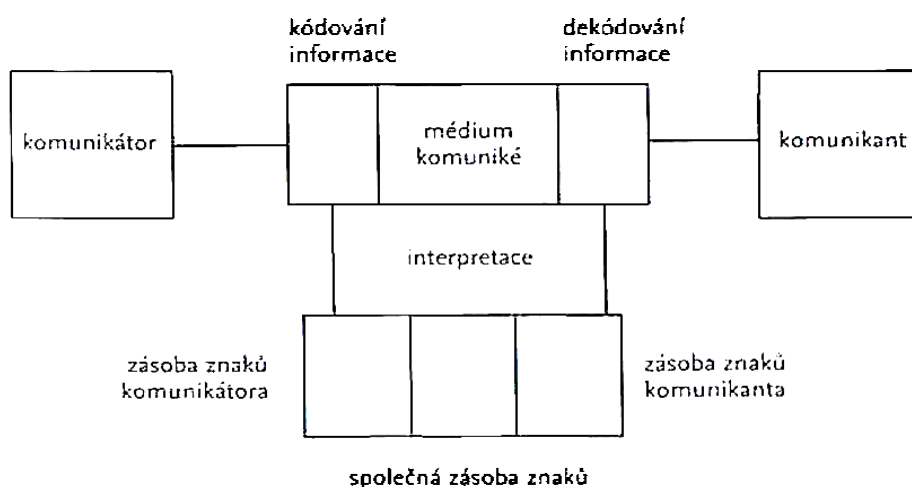 kódování
informace
dekódování
informace
komunikátor
médium
komuniké
komunikant
interpretace
zásoba znaků
komunikátora
zásoba znaků
komunikanta
společná zásoba znaků